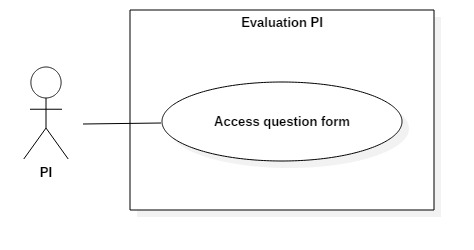 Evaluation PI
Access question form
PI